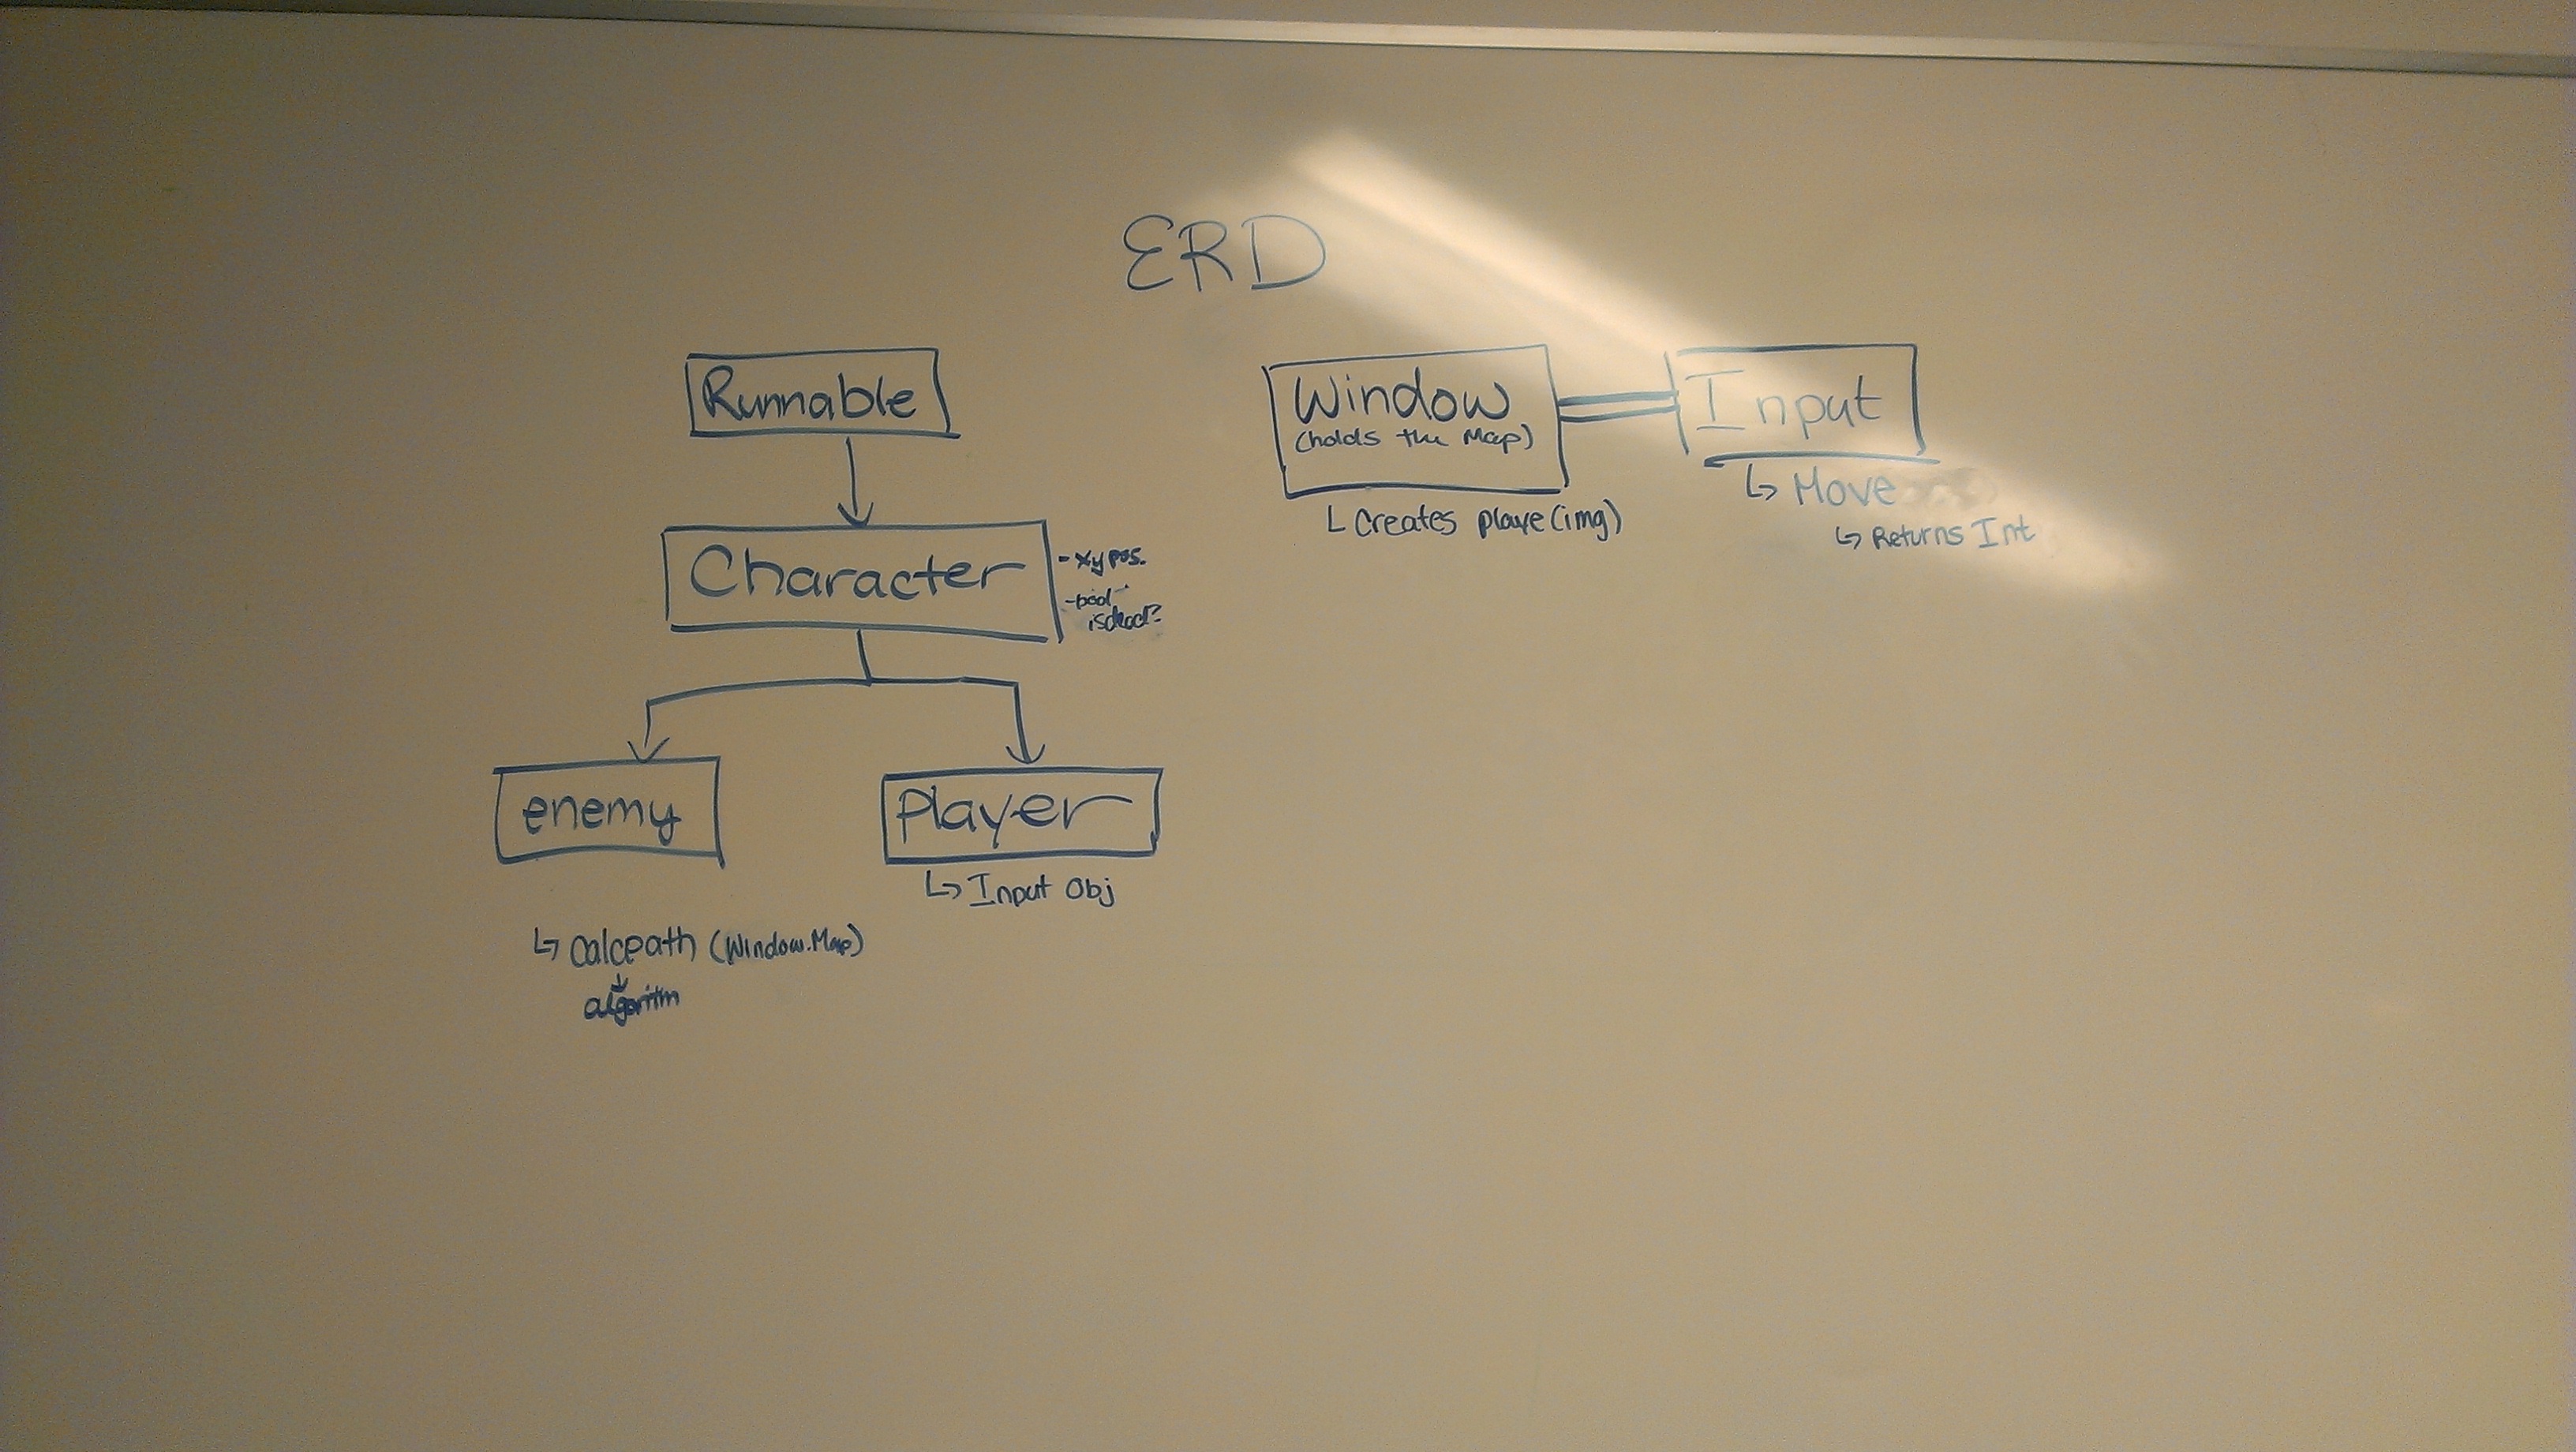 ERD
Runnable
Character
- xy pos.
- bool
isdead?
enemy
↳ calcpath (Window.Map)
↓
algoritm
Player
↳ Input Obj
Window
(holds the Map)
└ Creates playe(img)
Input
↳ Move
↳ Returns Int